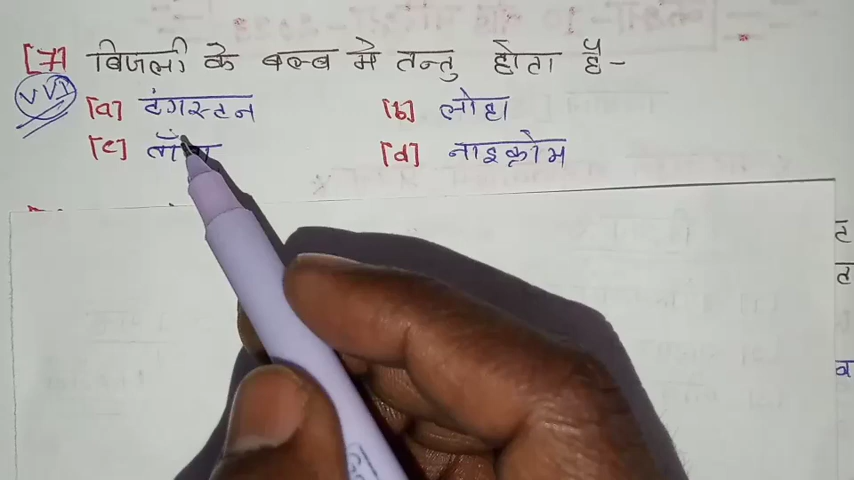 [7] बिजली के बल्ब मे तन्तु होता है-
VVI
[a] टंगस्टन [b] लोहा
[c] [d] नाइक्रोम
ट
त
व